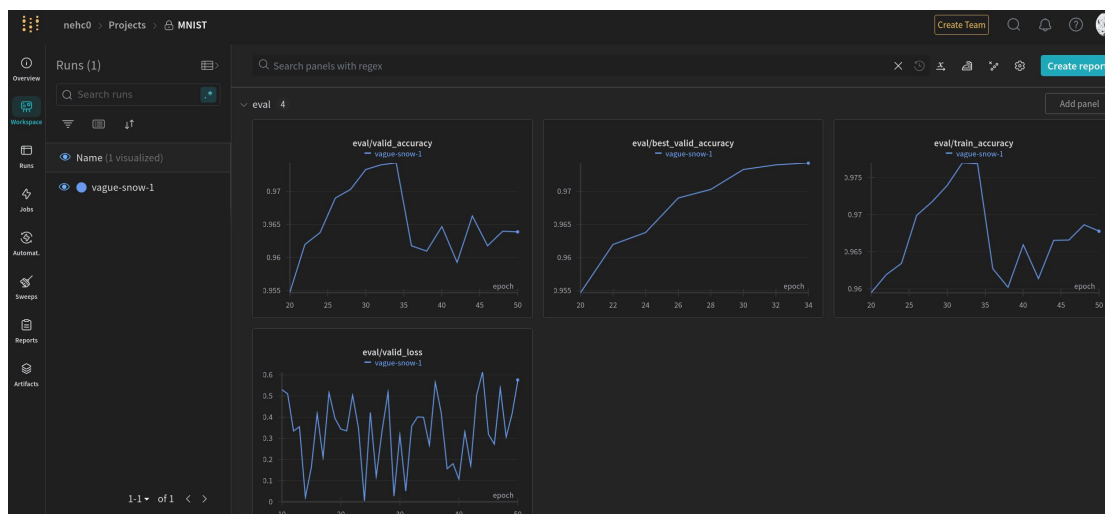 nehc0 > Projects > MNIST
Create Team
Overview
Workspace
Runs
Jobs
Automat.
Sweeps
Reports
Artifacts
Runs (1)
Search runs
.*
Name (1 visualized)
vague-snow-1
1-1 of 1 < >
Search panels with regex
Create repor
eval 4
Add panel
eval/valid_accuracy
vague-snow-1
0.97
0.965
0.96
0.955
epoch
20 25 30 35 40 45 50
eval/best_valid_accuracy
vague-snow-1
0.97
0.965
0.96
0.955
epoch
20 22 24 26 28 30 32 34
eval/train_accuracy
vague-snow-1
0.975
0.97
0.965
0.96
epoch
20 25 30 35 40 45 50
eval/valid_loss
vague-snow-1
0.6
0.5
0.4
0.3
0.2
0.1
0
epoch
10 20 30 40 50